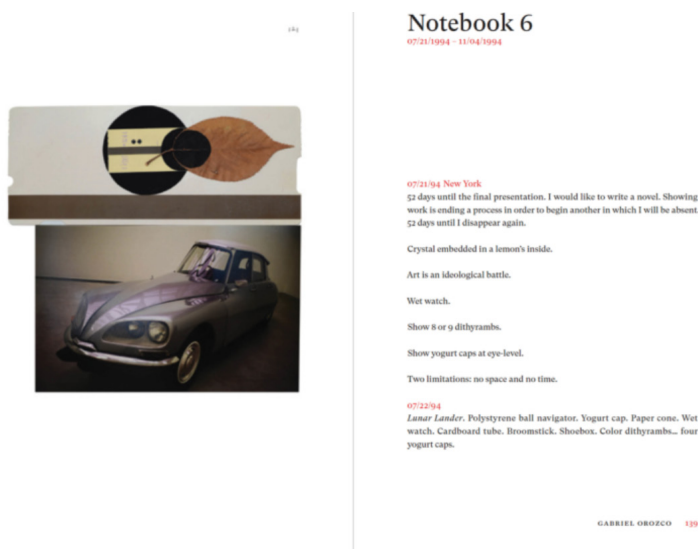 Notebook 6
07/21/1994 – 11/04/1994
07/21/94 New York
52 days until the final presentation. I would like to write a novel. Showing
work is ending a process in order to begin another in which I will be absent
52 days until I disappear again.
Crystal embedded in a lemon's inside.
Art is an ideological battle.
Wet watch.
Show 8 or 9 dithyrambs.
Show yogurt caps at eye-level.
Two limitations: no space and no time.
07/22/94
Lunar Lander. Polystyrene ball navigator. Yogurt cap. Paper cone. Wet
watch. Cardboard tube. Broomstick. Shoebox. Color dithyrambs... four
yogurt caps.
GABRIEL OROZCO 139